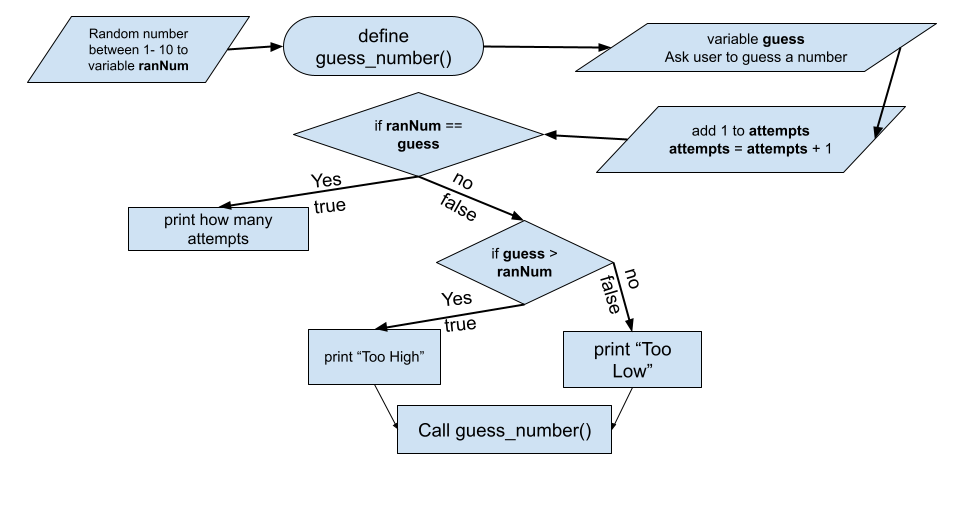 Random number
between 1- 10 to
variable ranNum
define
guess_number()
variable guess
Ask user to guess a number
add 1 to attempts
attempts = attempts + 1
if ranNum ==
guess
Yes
true
no
false
print how many
attempts
if guess >
ranNum
Yes
true
no
false
print “Too High”
print “Too
Low”
Call guess_number()